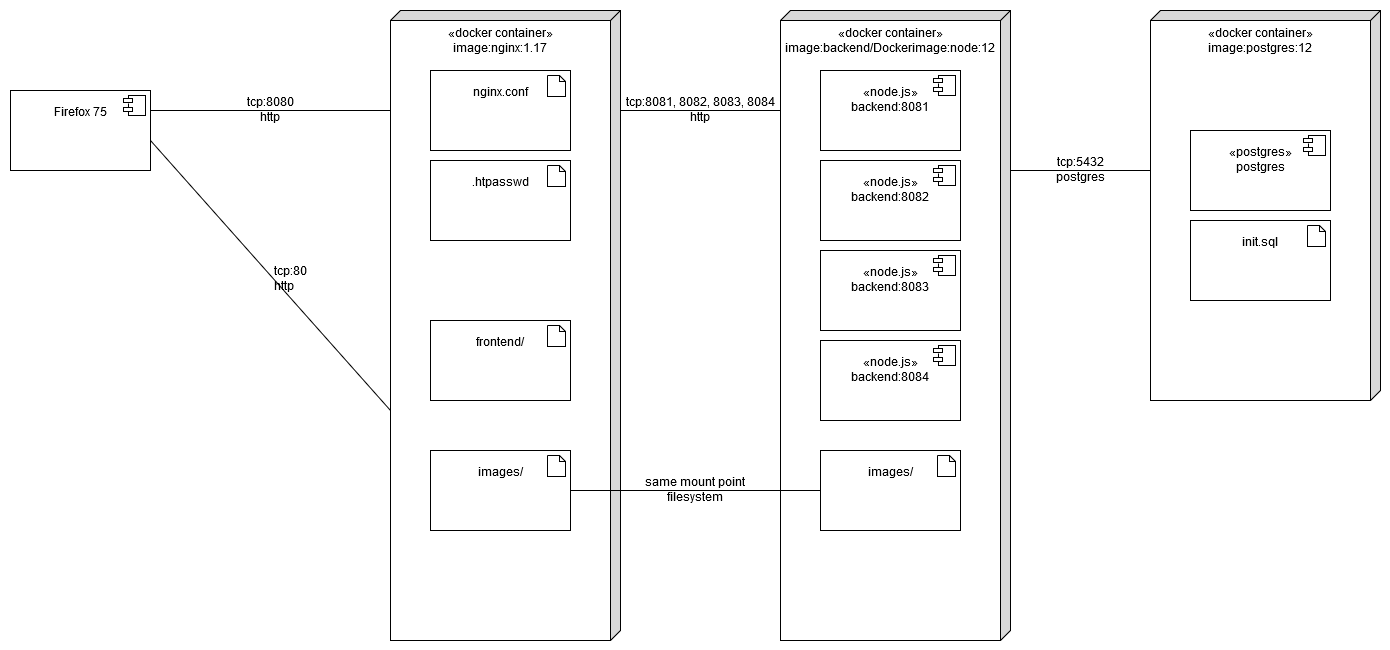 Firefox 75
tcp:8080
http
tcp:80
http
«docker container»
image:nginx:1.17
nginx.conf
.htpasswd
frontend/
images/
tcp:8081, 8082, 8083, 8084
http
same mount point
filesystem
«docker container»
image:backend/Dockerimage:node:12
«node.js»
backend:8081
«node.js»
backend:8082
«node.js»
backend:8083
«node.js»
backend:8084
images/
tcp:5432
postgres
«docker container»
image:postgres:12
«postgres»
postgres
init.sql